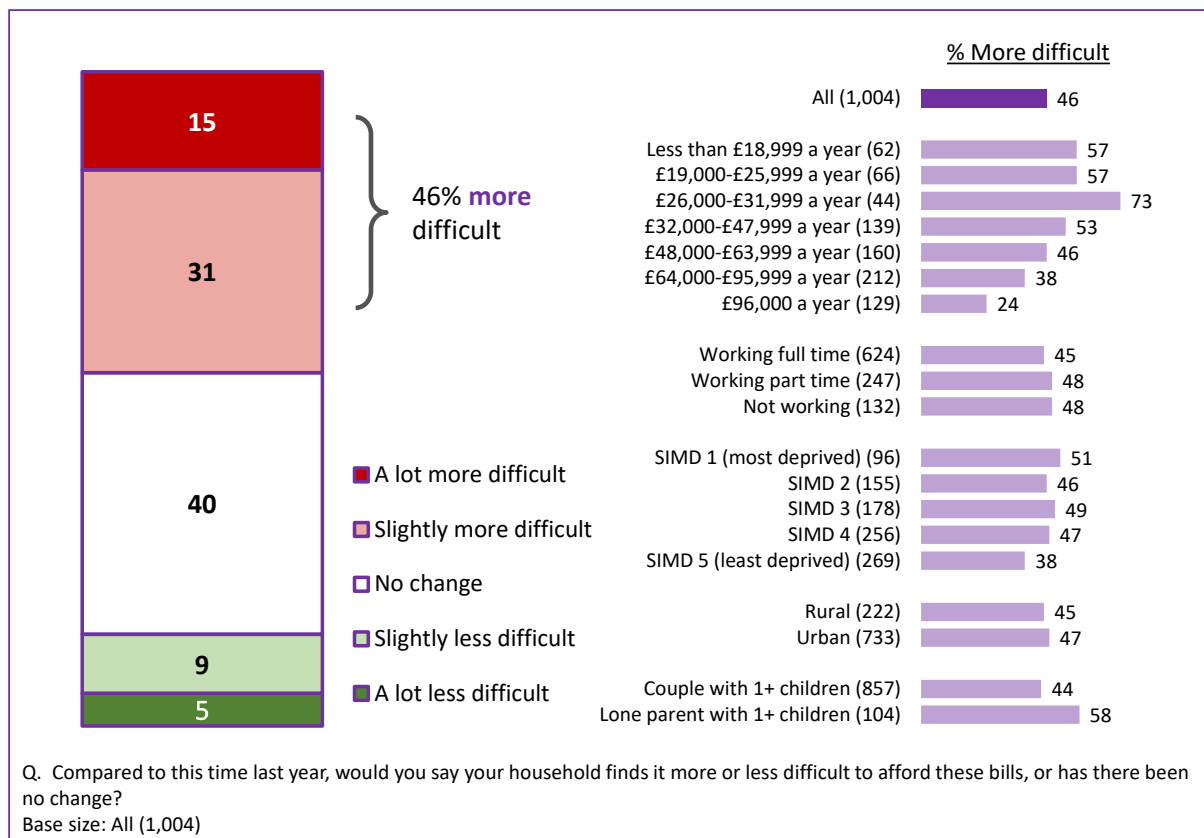 15
31
40
9
5
46% more
difficult
A lot more difficult
Slightly more difficult
No change
Slightly less difficult
A lot less difficult
% More difficult
All (1,004) 46
Less than £18,999 a year (62) 57
£19,000-£25,999 a year (66) 57
£26,000-£31,999 a year (44) 73
£32,000-£47,999 a year (139) 53
£48,000-£63,999 a year (160) 46
£64,000-£95,999 a year (212) 38
£96,000 a year (129) 24
Working full time (624) 45
Working part time (247) 48
Not working (132) 48
SIMD 1 (most deprived) (96) 51
SIMD 2 (155) 46
SIMD 3 (178) 49
SIMD 4 (256) 47
SIMD 5 (least deprived) (269) 38
Rural (222) 45
Urban (733) 47
Couple with 1+ children (857) 44
Lone parent with 1+ children (104) 58
Q. Compared to this time last year, would you say your household finds it more or less difficult to afford these bills, or has there been
no change?
Base size: All (1,004)